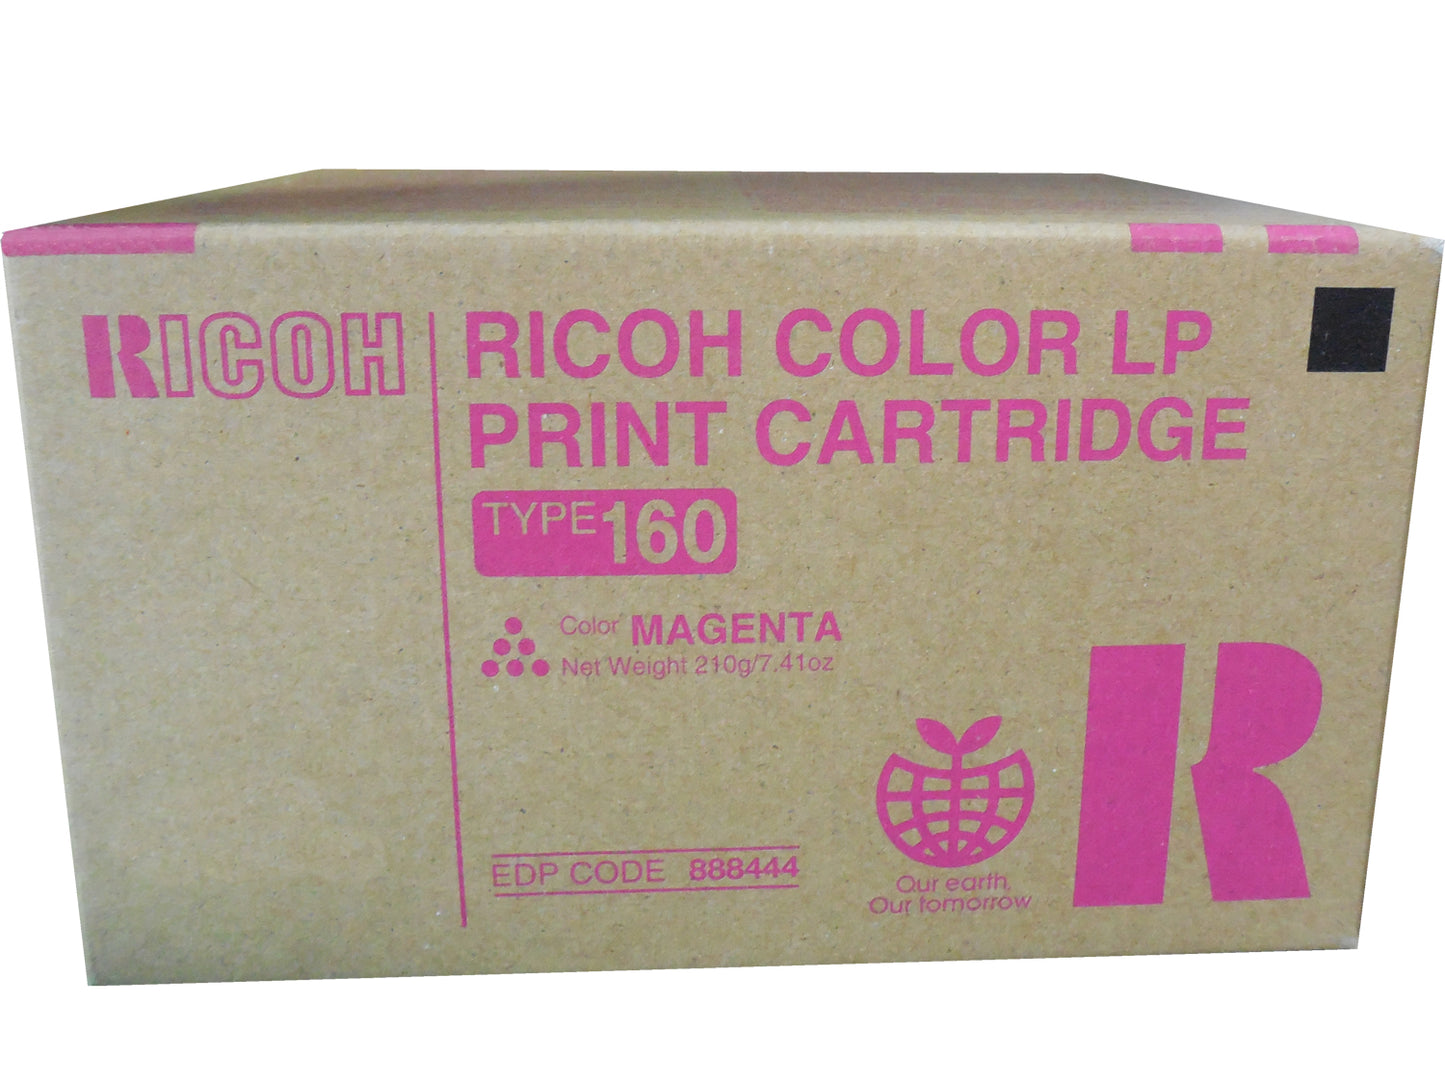 RICOH
RICOH COLOR LP
PRINT CARTRIDGE
TYPE 160
Color MAGENTA
Net Weight 210g/7.41oz
EDP CODE 888444
Our earth,
Our tomorrow
R